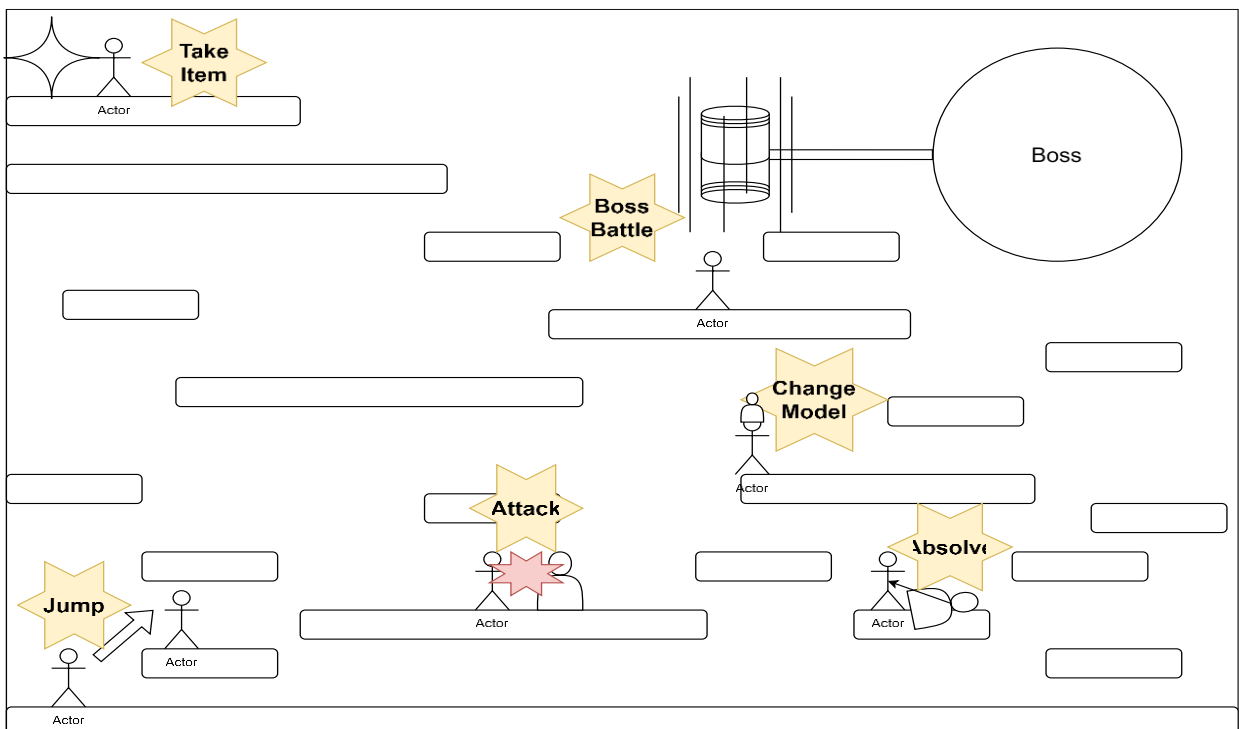 Take
Item
Actor
Boss
Boss
Battle
Actor
Change
Model
Actor
Attack
Absolve
Jump
Actor
Actor
Actor
Actor